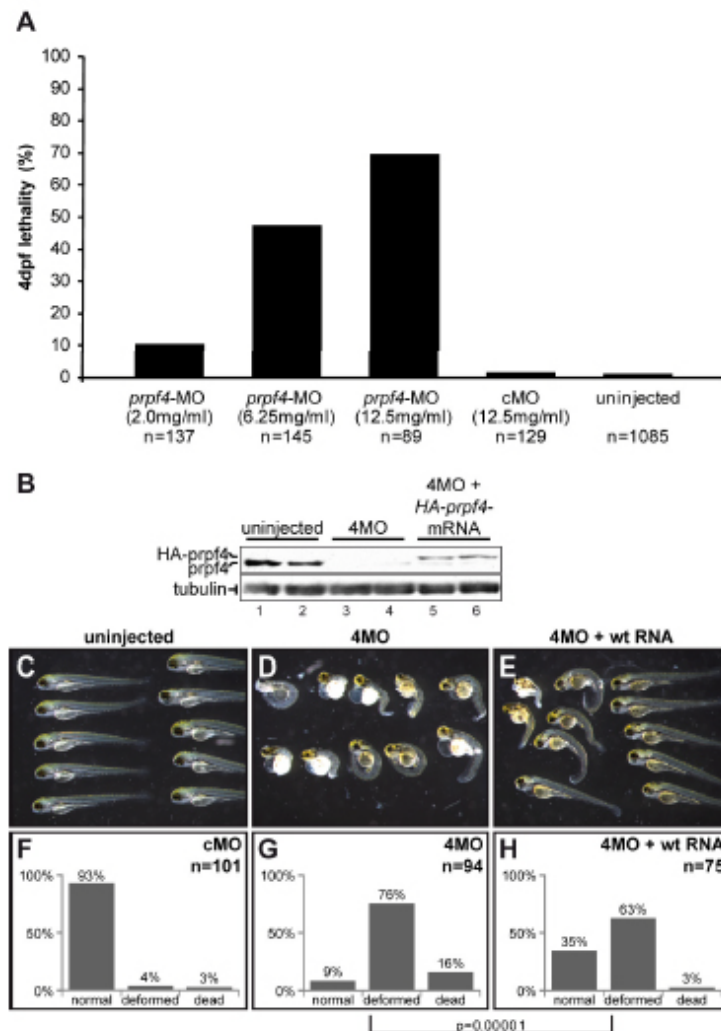 A
100
90
80
70
60
50
40
30
20
10
0
4dpf lethality (%)
prpf4-MO (2.0mg/ml) n=137
prpf4-MO (6.25mg/ml) n=145
prpf4-MO (12.5mg/ml) n=89
cMO (12.5mg/ml) n=129
uninjected n=1085
B
uninjected
4MO
4MO + HA-prpf4-mRNA
HA-prpf4
prpf4
tubulin
1 2 3 4 5 6
uninjected
4MO
4MO + wt RNA
C
D
E
F
cMO
n=101
100%
50%
0%
93%
4%
3%
normal deformed dead
G
4MO
n=94
100%
50%
0%
9%
76%
16%
normal deformed dead
H
4MO + wt RNA
n=75
100%
50%
0%
35%
63%
3%
normal deformed dead
p=0.00001